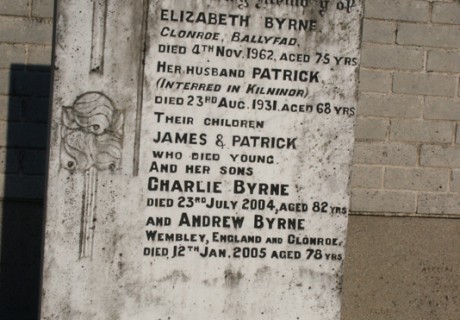 Memory of
ELIZABETH BYRNE
CLONROE, BALLYFAD,
DIED 4TH NOV. 1962, AGED 75 YRS
HER HUSBAND PATRICK
(INTERRED IN KILNINOR)
DIED 23RD AUG. 1931, AGED 68 YRS
THEIR CHILDREN
JAMES & PATRICK
WHO DIED YOUNG.
AND HER SONS
CHARLIE BYRNE
DIED 23RD JULY 2004, AGED 82 YRS
AND ANDREW BYRNE
WEMBLEY, ENGLAND AND CLONROE,
DIED 12TH JAN. 2005 AGED 78 YRS